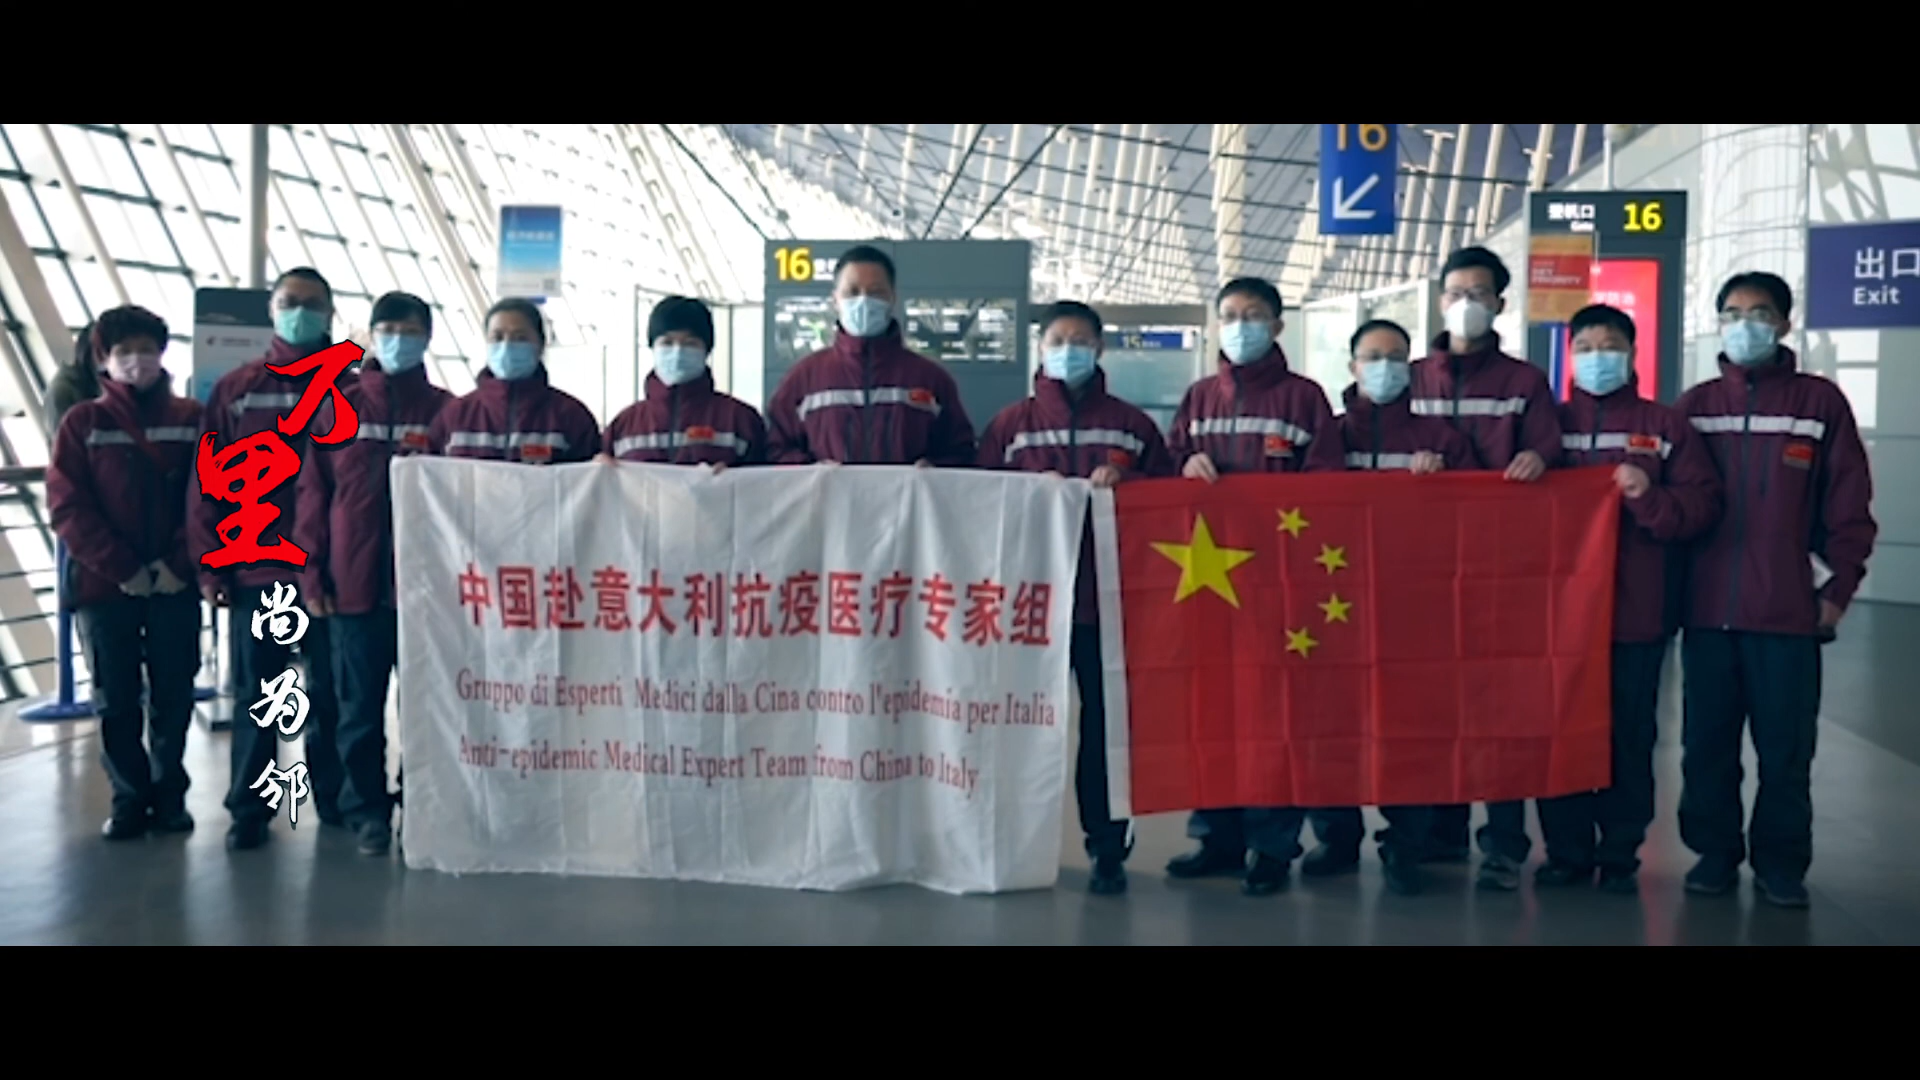 16
16
登机口 16
出口
Exit
15
万里
尚为邻
中国赴意大利抗疫医疗专家组
Gruppo di Esperti Medici dalla Cina contro l'epidemia per Italia
Anti-epidemic Medical Expert Team from China to Italy